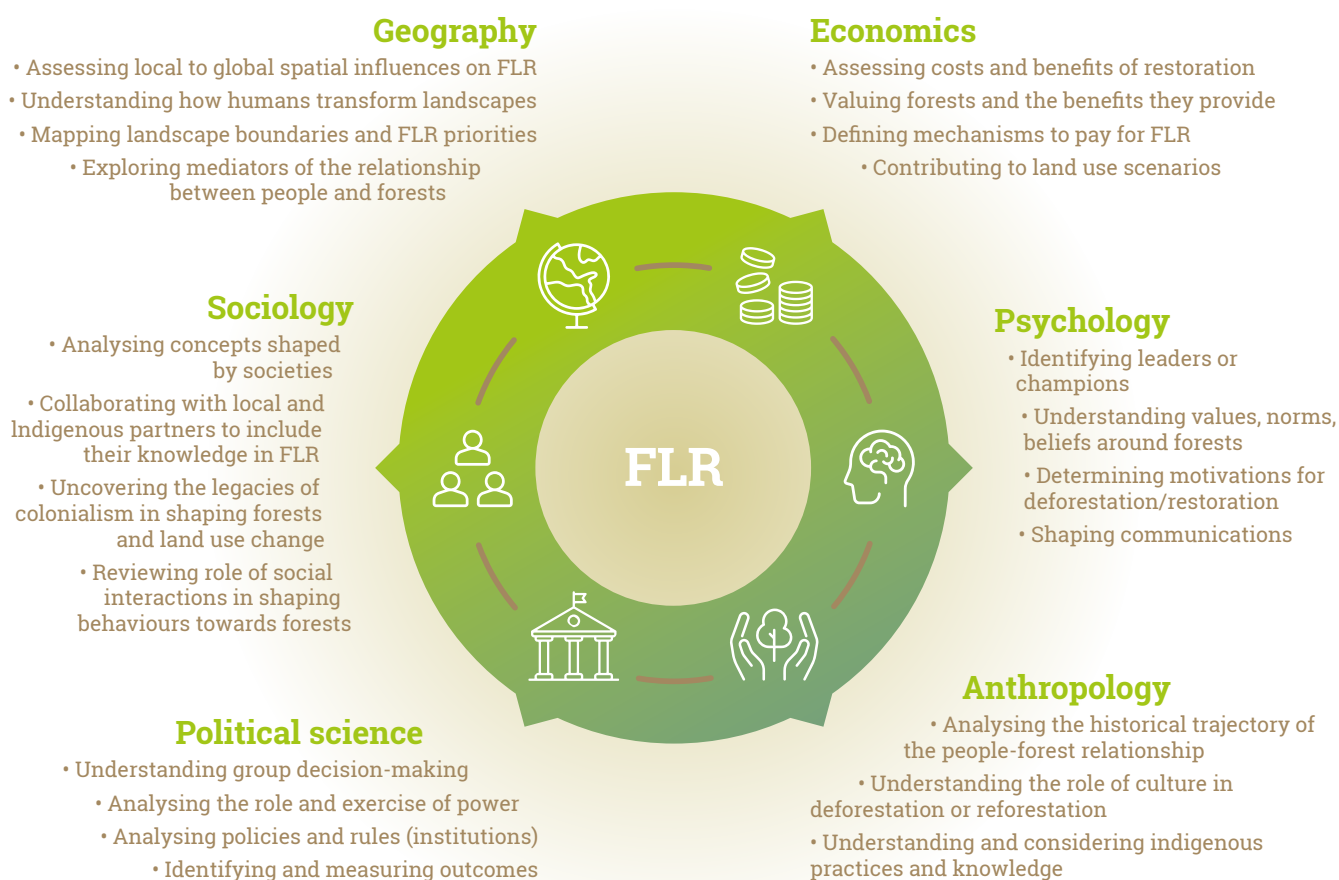 Geography
• Assessing local to global spatial influences on FLR
• Understanding how humans transform landscapes
• Mapping landscape boundaries and FLR priorities
• Exploring mediators of the relationship
between people and forests
Economics
• Assessing costs and benefits of restoration
• Valuing forests and the benefits they provide
• Defining mechanisms to pay for FLR
• Contributing to land use scenarios
Sociology
• Analysing concepts shaped
by societies
• Collaborating with local and
Indigenous partners to include
their knowledge in FLR
• Uncovering the legacies of
colonialism in shaping forests
and land use change
• Reviewing role of social
interactions in shaping
behaviours towards forests
FLR
Psychology
• Identifying leaders or
champions
• Understanding values, norms,
beliefs around forests
• Determining motivations for
deforestation/restoration
• Shaping communications
Political science
• Understanding group decision-making
• Analysing the role and exercise of power
• Analysing policies and rules (institutions)
• Identifying and measuring outcomes
Anthropology
• Analysing the historical trajectory of
the people-forest relationship
• Understanding the role of culture in
deforestation or reforestation
• Understanding and considering indigenous
practices and knowledge